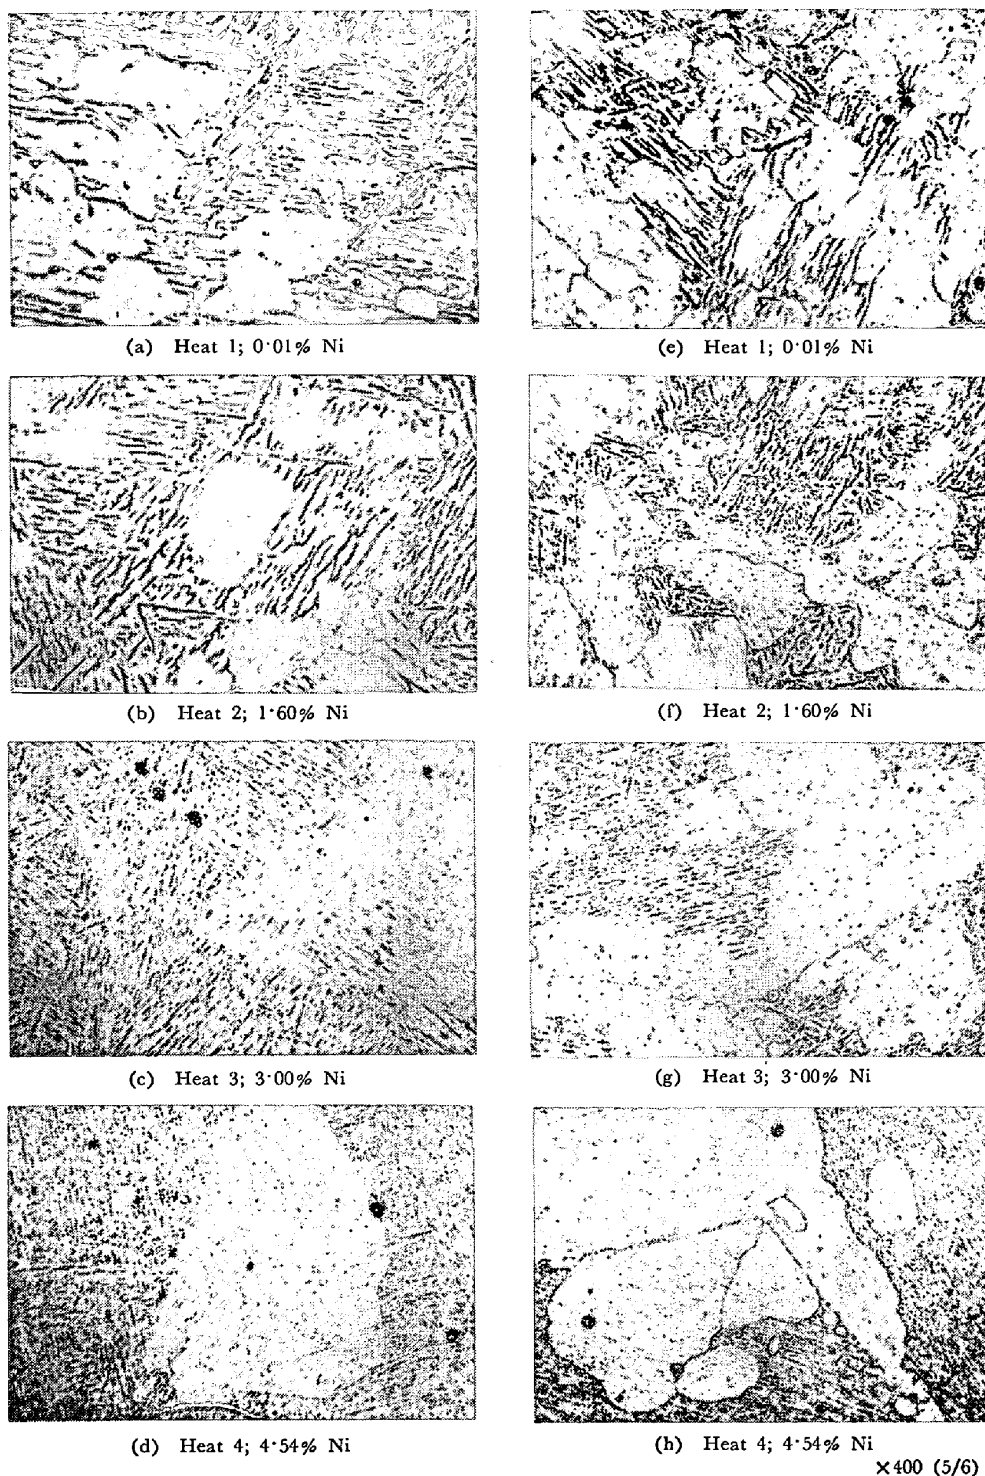 (a) Heat 1; 0·01% Ni
(e) Heat 1; 0·01% Ni
(b) Heat 2; 1·60% Ni
(f) Heat 2; 1·60% Ni
(c) Heat 3; 3·00% Ni
(g) Heat 3; 3·00% Ni
(d) Heat 4; 4·54% Ni
(h) Heat 4; 4·54% Ni
×400 (5/6)